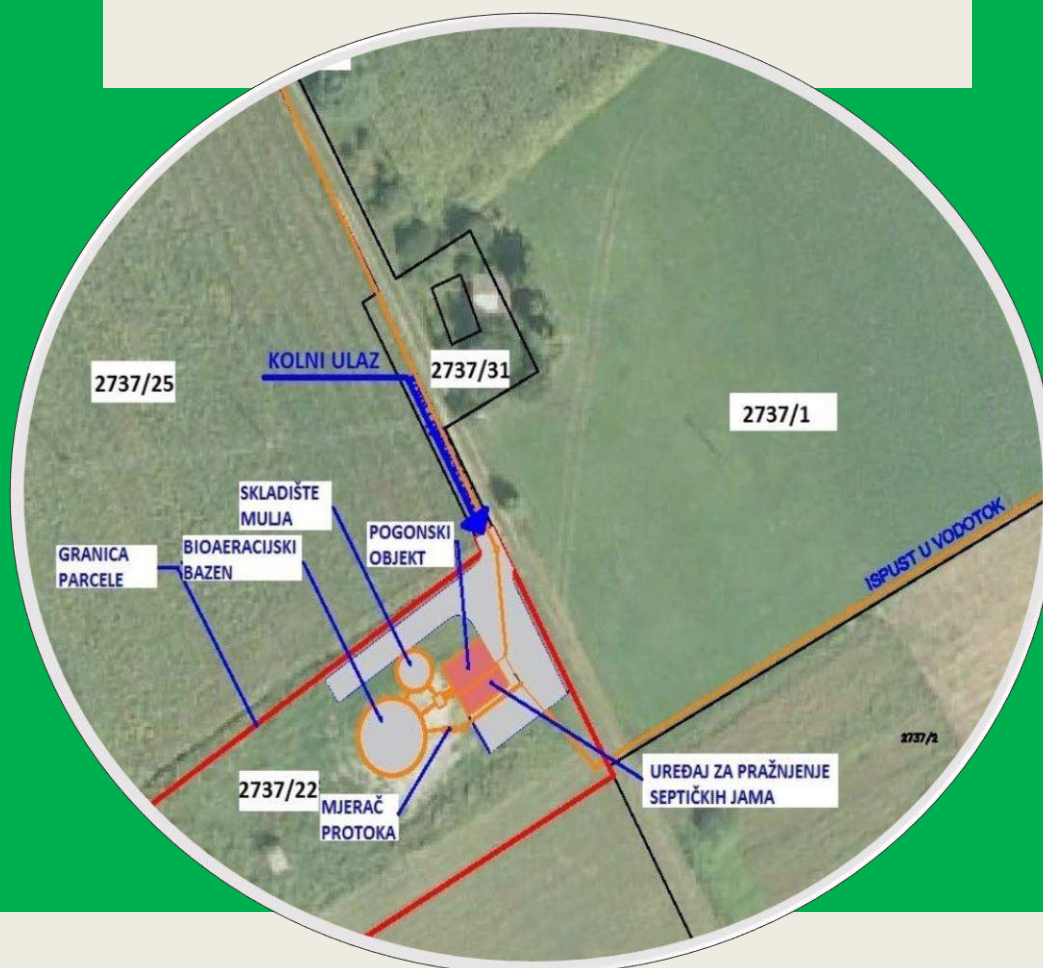 KOLNI ULAZ
2737/31
2737/25
2737/1
SKLADIŠTE
MULJA
POGONSKI
OBJEKT
GRANICA
PARCELE
BIOAERACIJSKI
BAZEN
ISPUST U VODOTOK
2737/2
2737/22
MJERAČ
PROTOKA
UREĐAJ ZA PRAŽNJENJE
SEPTIČKIH JAMA